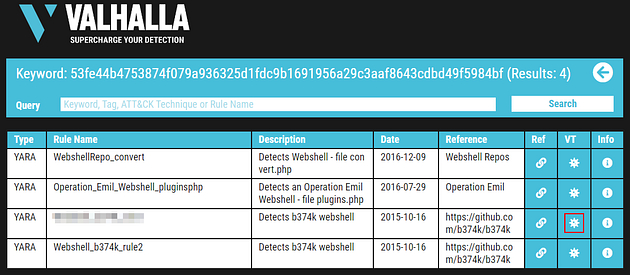 VALHALLA
SUPERCHARGE YOUR DETECTION
Keyword: 53fe44b4753874f079a936325d1fdc9b1691956a29c3aaf8643cdbd49f5984bf (Results: 4)
Query Keyword, Tag, ATT&CK Technique or Rule Name Search
Type Rule Name Description Date Reference Ref VT Info
YARA WebshellRepo_convert Detects Webshell - file con 2016-12-09 Webshell Repos
vert.php
YARA Operation_Emil_Webshell_pluginsphp Detects an Operation Emil 2016-07-29 Operation Emil
Webshell - file plugins.php
YARA Detects b374k webshell 2015-10-16 https://github.co
m/b374k/b374k
YARA Webshell_b374k_rule2 Detects b374k webshell 2015-10-16 https://github.co
m/b374k/b374k